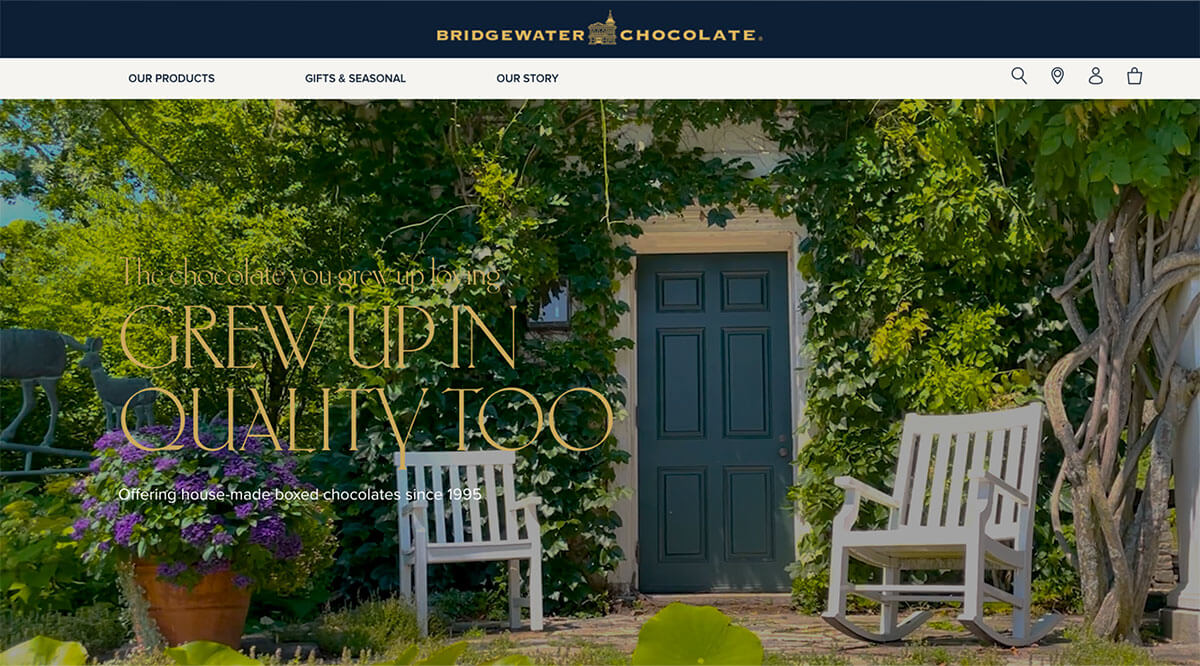 BRIDGEWATER CHOCOLATE®
OUR PRODUCTS GIFTS & SEASONAL OUR STORY
The chocolate you grew up loving
GREW UP IN
QUALITY TOO
Offering house-made boxed chocolates since 1995